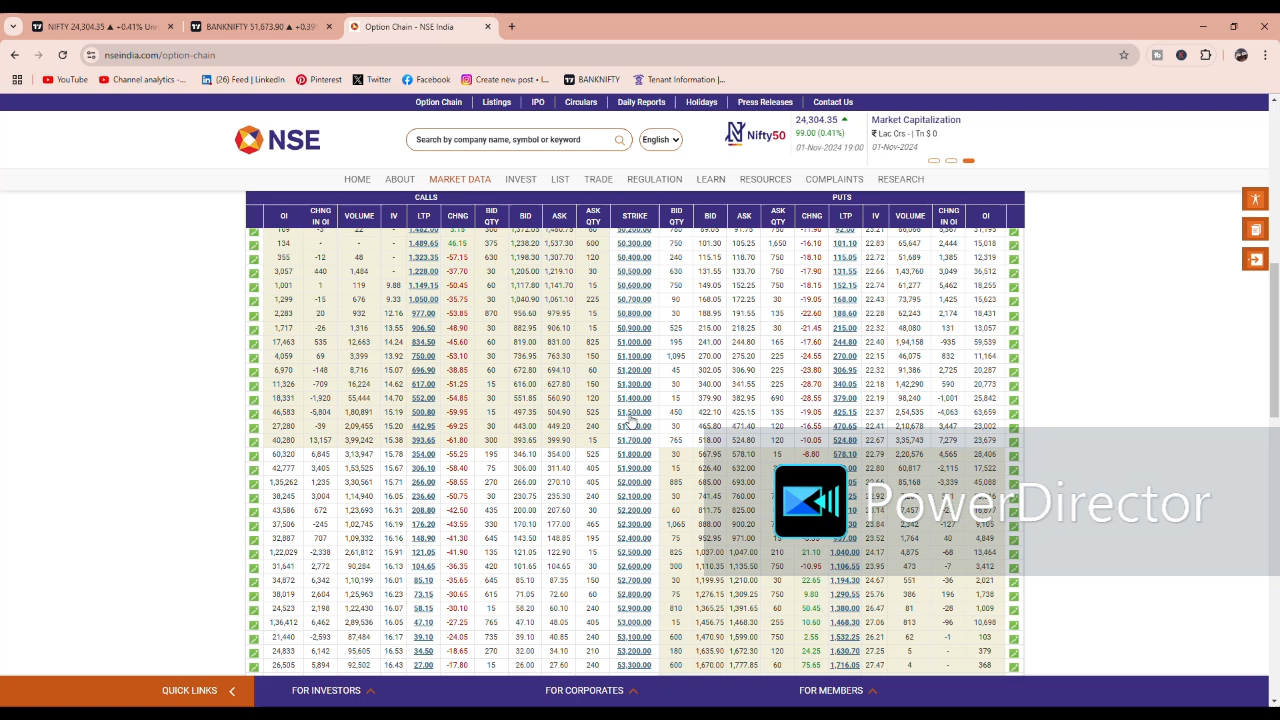 NIFTY 24,304.35 ▲ +0.41% Unn
BANKNIFTY 51,673.90 ▲ +0.39%
Option Chain - NSE India
nseindia.com/option-chain
YouTube
Channel analytics -...
(26) Feed | LinkedIn
Pinterest
Twitter
Facebook
Create new post • I...
BANKNIFTY
Tenant Information |...
Option Chain Listings IPO Circulars Daily Reports Holidays Press Releases Contact Us
NSE
Search by company name, symbol or keyword
English
Nifty50
24,304.35 ▲
99.00 (0.41%)
01-Nov-2024 19:00
Market Capitalization
₹ Lac Crs - | Tn $ 0
01-Nov-2024
HOME ABOUT MARKET DATA INVEST LIST TRADE REGULATION LEARN RESOURCES COMPLAINTS RESEARCH
CALLS PUTS
OI CHNG IN OI VOLUME IV LTP CHNG BID QTY BID ASK ASK QTY STRIKE BID QTY BID ASK ASK QTY CHNG LTP IV VOLUME CHNG IN OI OI
134 - - - 1,489.65 46.15 375 1,238.20 1,537.30 600 50,300.00 750 101.30 105.25 1,650 -16.10 101.10 22.83 65,647 2,444 15,018
355 -12 48 - 1,323.35 -57.15 630 1,198.30 1,307.70 120 50,400.00 240 115.15 118.70 750 -18.10 115.05 22.72 51,689 1,385 12,319
3,057 440 1,484 - 1,228.00 -37.70 30 1,205.00 1,219.10 30 50,500.00 630 131.55 133.70 750 -17.90 131.55 22.66 1,43,760 3,049 36,512
1,001 1 119 9.88 1,149.15 -50.45 60 1,117.80 1,141.70 15 50,600.00 750 149.05 151.25 750 -18.15 152.15 22.74 61,277 5,462 18,255
1,299 -15 676 9.33 1,050.00 -35.75 30 1,040.90 1,061.10 225 50,700.00 90 168.05 172.25 30 -19.05 168.00 22.43 73,795 1,425 15,623
2,283 20 932 12.16 977.00 -53.85 870 956.60 979.95 15 50,800.00 30 188.95 191.55 135 -22.60 188.60 22.28 62,243 2,174 18,431
1,717 -26 1,316 13.55 906.50 -48.90 30 882.95 906.10 15 50,900.00 525 215.00 218.25 30 -21.45 215.00 22.32 48,080 131 13,057
17,463 535 12,663 14.24 834.50 -45.60 60 819.00 831.00 825 51,000.00 195 241.00 244.80 165 -17.60 244.80 22.40 1,94,158 -935 59,539
4,059 69 3,399 13.92 750.00 -53.10 30 736.95 763.30 150 51,100.00 1,095 270.00 275.20 225 -24.55 270.00 22.15 46,075 832 11,164
6,970 -148 8,716 15.07 696.90 -38.85 60 672.80 694.10 60 51,200.00 45 302.05 306.90 225 -23.80 306.95 22.32 91,386 2,725 20,287
11,326 -709 16,224 14.62 617.00 -51.25 15 616.00 627.80 150 51,300.00 30 340.00 341.55 225 -28.70 340.05 22.18 1,42,290 590 20,773
18,331 -1,920 55,444 14.70 552.00 -54.85 30 551.85 560.90 120 51,400.00 15 379.90 382.95 690 -28.55 379.00 22.19 98,240 -1,001 25,842
46,583 -5,804 1,80,891 15.19 500.80 -59.95 15 497.35 504.90 525 51,500.00 450 422.10 425.15 135 -19.05 425.15 22.37 2,54,535 -4,063 63,659
27,280 -39 2,09,455 15.20 442.95 -69.25 30 443.00 449.20 240 30 465.80 471.40 120 -16.55 470.65 22.41 2,10,678 3,447 23,002
40,280 13,157 3,99,242 15.38 393.65 -61.80 300 393.65 399.90 15 51,700.00 765 518.00 524.80 120 -10.05 524.80 22.67 3,35,743 7,279 23,679
60,320 6,845 3,13,947 15.78 354.00 -55.25 195 346.10 354.00 525 51,800.00 30 567.95 578.10 15 -8.80 578.10 22.79 2,20,576 4,565 28,406
42,777 3,405 1,53,525 15.67 306.10 -58.40 75 306.00 311.40 405 51,900.00 15 626.40 632.00 22.80 60,817 -2,115 17,522
1,35,262 1,235 3,30,561 15.71 266.00 -58.55 270 266.00 270.10 405 52,000.00 885 685.00 693.00 85,168 -3,339 45,088
38,245 3,004 1,14,940 16.05 236.60 -50.75 30 230.75 235.30 240 52,100.00 30 741.45 760.00
43,586 672 1,23,693 16.31 208.80 -42.50 435 200.00 207.60 30 52,200.00 60 811.75 825.00
37,506 -245 1,02,745 16.19 176.20 -43.55 330 170.10 177.00 465 52,300.00 1,065 888.00 900.20
32,887 707 1,09,332 16.16 148.90 -41.30 645 143.50 148.85 195 52,400.00 75 952.95 971.00 23.52 1,764 40 4,849
1,22,029 -2,338 2,61,812 15.91 121.05 -41.90 135 121.05 122.90 15 52,500.00 825 1,037.00 1,047.00 210 21.10 1,040.00 24.17 4,875 -68 13,464
31,641 2,772 90,284 16.13 104.65 -36.35 420 101.65 104.65 30 52,600.00 300 1,110.35 1,135.50 750 -10.95 1,106.55 23.95 473 -7 3,412
34,872 6,342 1,10,199 16.01 85.10 -35.65 645 85.10 87.35 150 52,700.00 30 1,199.95 1,210.00 30 22.65 1,194.30 24.67 551 -36 2,021
38,019 2,604 1,25,963 16.23 73.15 -30.65 615 71.05 72.60 60 52,800.00 75 1,276.15 1,309.25 750 9.80 1,290.55 25.76 386 196 1,738
24,523 2,198 1,22,430 16.07 58.15 -30.10 15 58.20 60.10 240 52,900.00 810 1,365.25 1,391.65 60 50.45 1,380.00 26.47 81 -28 1,009
1,36,412 6,462 2,89,536 16.05 47.10 -27.25 765 47.10 48.05 405 53,000.00 15 1,456.75 1,468.30 255 10.60 1,468.30 27.06 813 -96 10,698
21,440 -2,593 87,484 16.17 39.10 -24.05 735 39.10 40.85 240 53,100.00 600 1,470.90 1,599.00 750 2.55 1,532.25 26.21 62 -1 103
24,833 6,142 95,605 16.53 34.50 -18.65 270 32.00 34.10 210 53,200.00 180 1,635.90 1,672.30 120 24.25 1,630.70 27.25 5 - 379
26,505 5,894 92,502 16.43 27.00 -17.80 15 26.00 27.60 240 53,300.00 600 1,670.00 1,777.85 60 75.65 1,716.05 27.47 4 - 368
PowerDirector
QUICK LINKS FOR INVESTORS FOR CORPORATES FOR MEMBERS